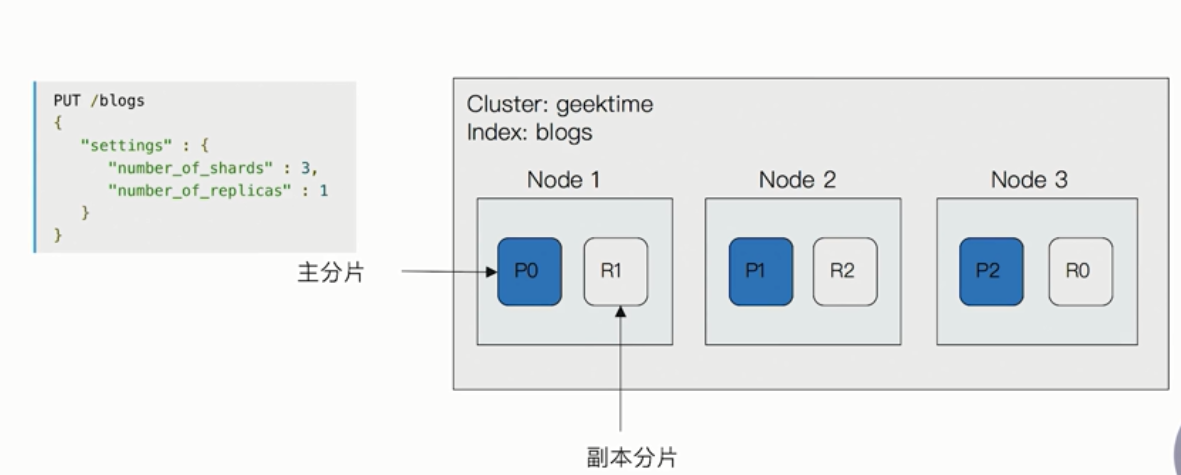 PUT /blogs
{
"settings" : {
"number_of_shards" : 3,
"number_of_replicas" : 1
}
}
Cluster: geektime
Index: blogs
Node 1
Node 2
Node 3
主分片
P0
R1
P1
R2
P2
R0
副本分片